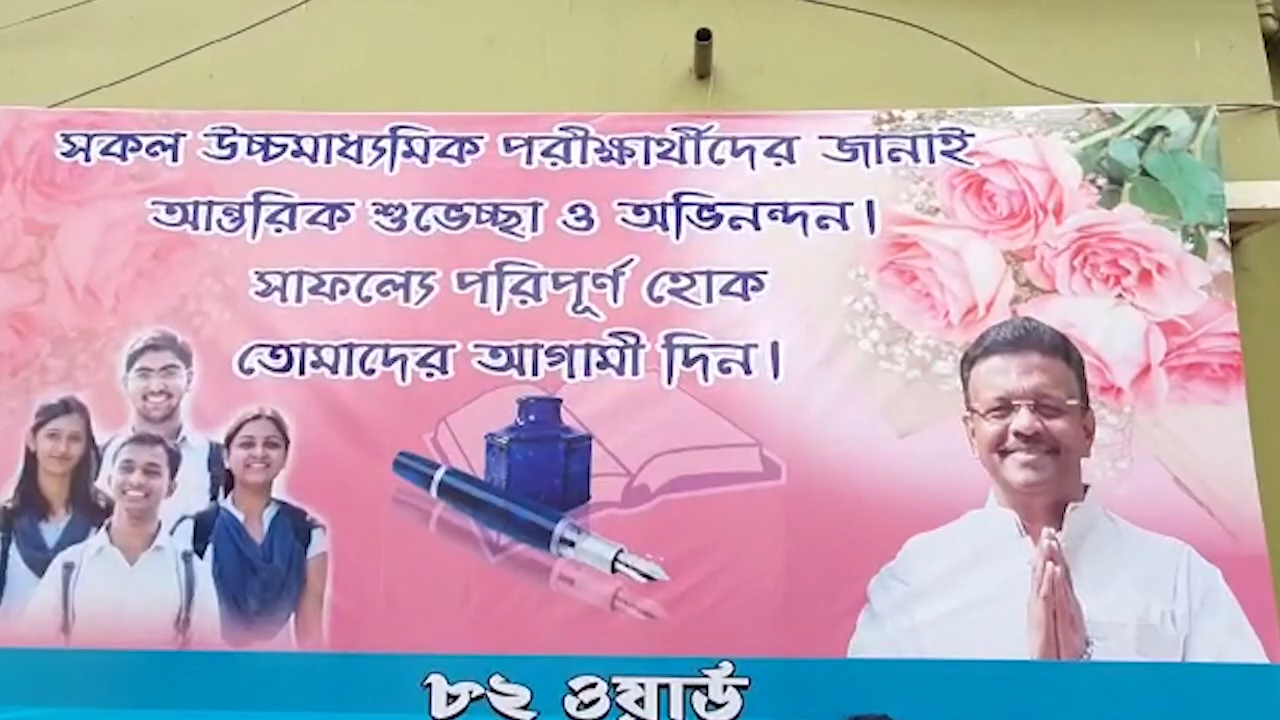 সকল উচ্চমাধ্যমিক পরীক্ষার্থীদের জানাই
আন্তরিক শুভেচ্ছা ও অভিনন্দন।
সাফল্যে পরিপূর্ণ হোক
তোমাদের আগামী দিন।
৮২ ওয়ার্ড